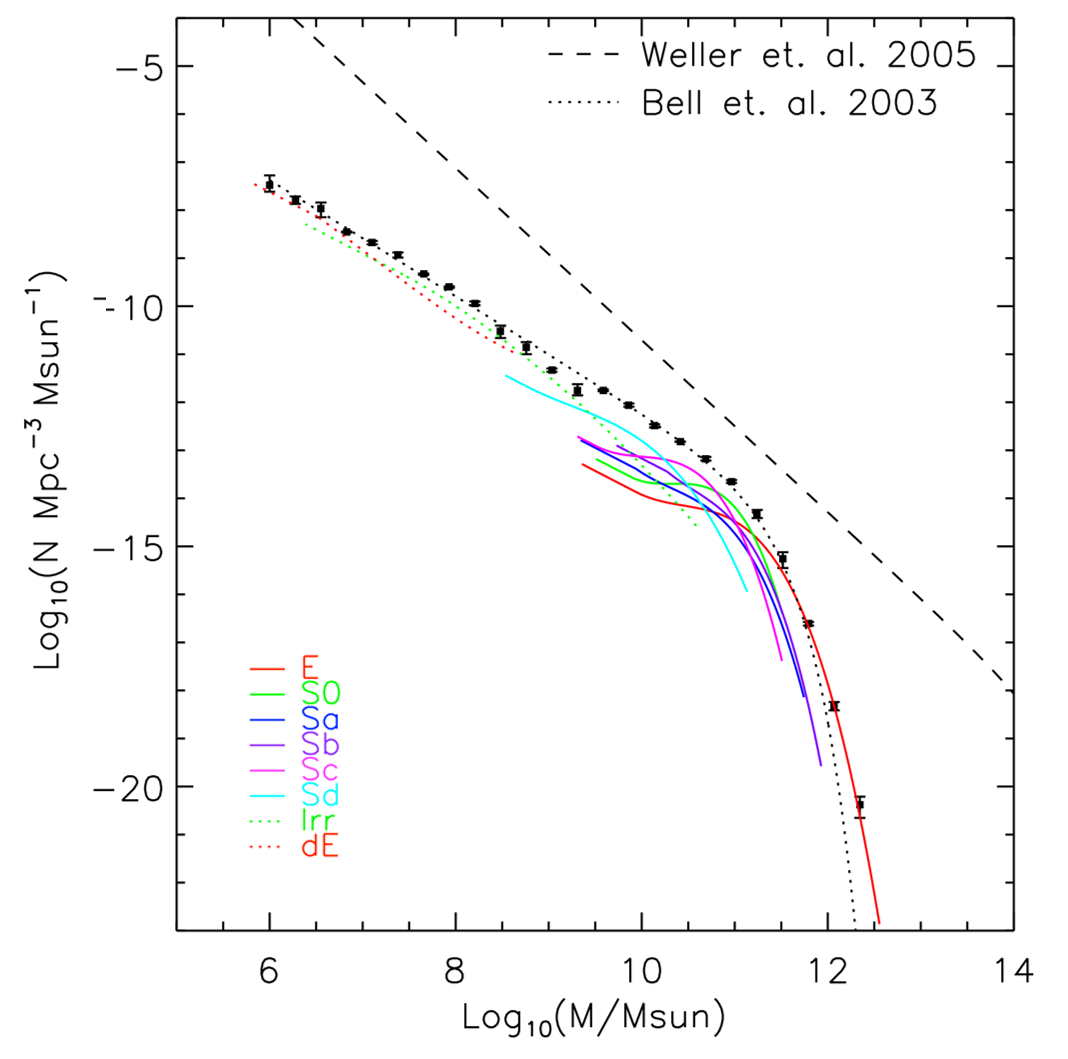 Weller et. al. 2005
Bell et. al. 2003
−5
−10
−15
−20
Log10(N Mpc−3 Msun−1)
E
S0
Sa
Sb
Sc
Sd
Irr
dE
6 8 10 12 14
Log10(M/Msun)